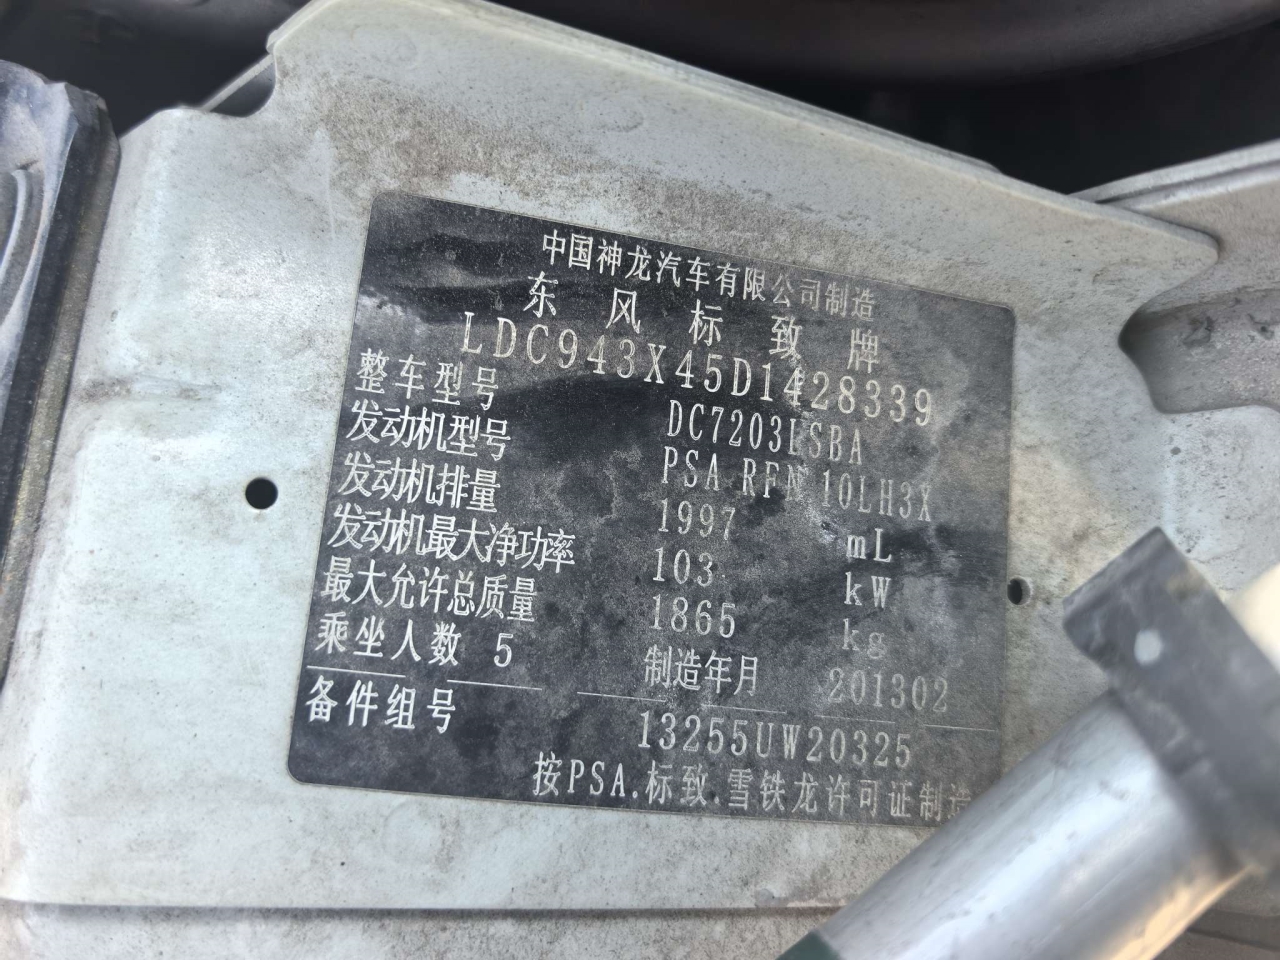 中国神龙汽车有限公司制造
东风标致牌
LDC943X45D1428339
整车型号 DC7203LSBA
发动机型号 PSA RFN 10LH3X
发动机排量 1997 mL
发动机最大净功率 103 kW
最大允许总质量 1865 kg
乘坐人数 5 制造年月 201302
备件组号 13255UW20325
按PSA.标致.雪铁龙许可证制造